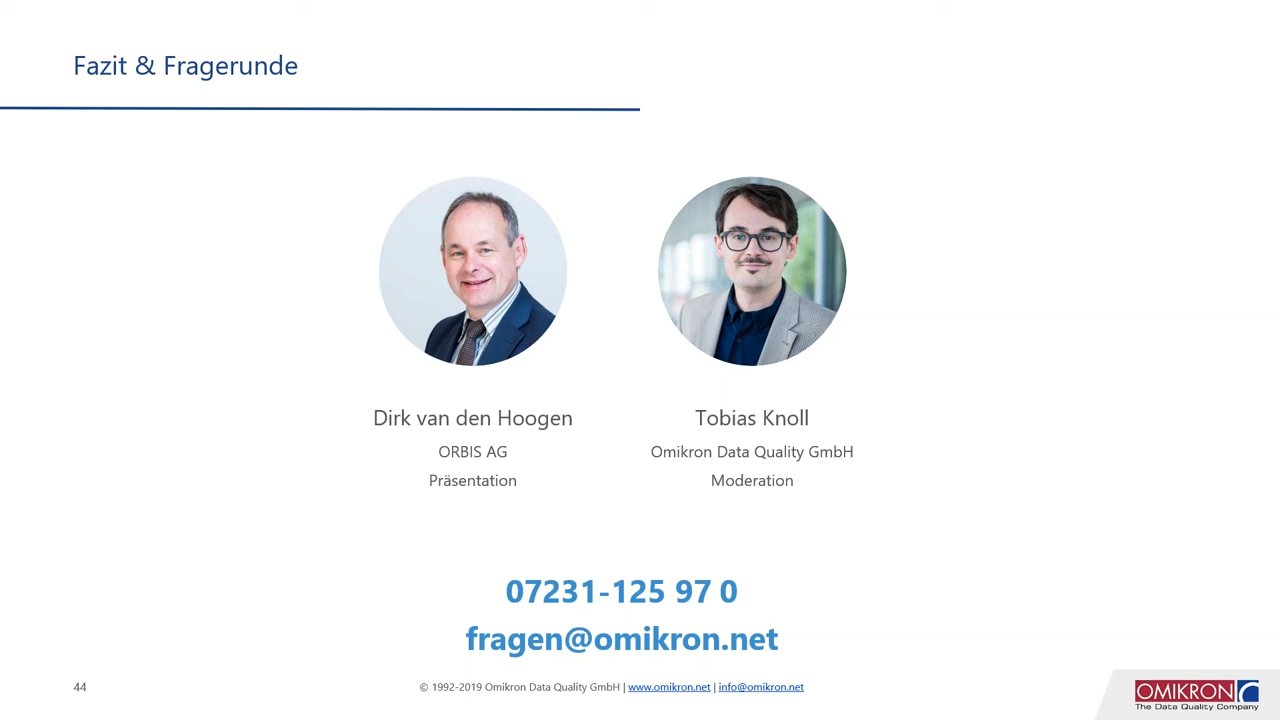 Fazit & Fragerunde
Dirk van den Hoogen
ORBIS AG
Präsentation
Tobias Knoll
Omikron Data Quality GmbH
Moderation
07231-125 97 0
fragen@omikron.net
44
© 1992-2019 Omikron Data Quality GmbH | www.omikron.net | info@omikron.net
OMIKRON
The Data Quality Company